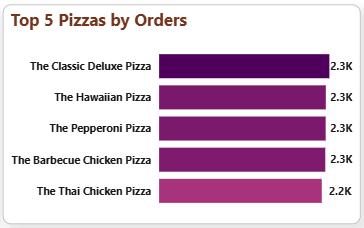 Top 5 Pizzas by Orders
The Classic Deluxe Pizza 2.3K
The Hawaiian Pizza 2.3K
The Pepperoni Pizza 2.3K
The Barbecue Chicken Pizza 2.3K
The Thai Chicken Pizza 2.2K